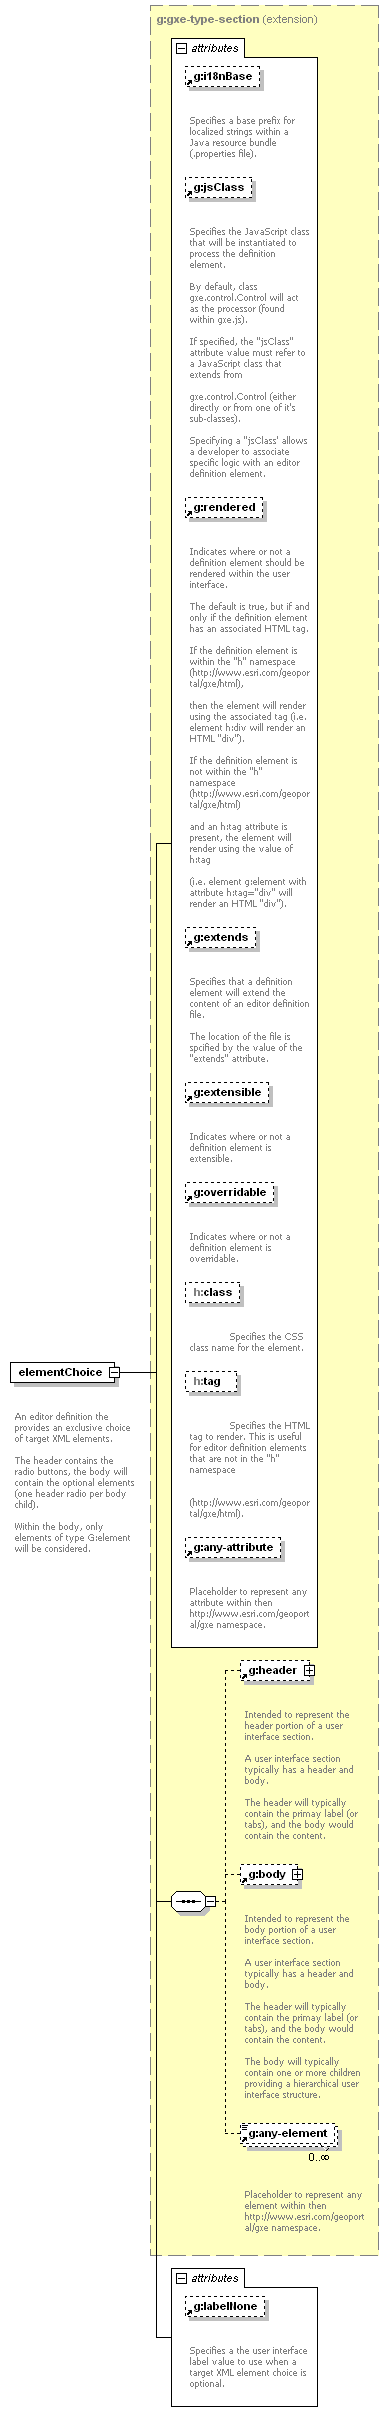 g:gxe-type-section (extension)
attributes
g:i18nBase
Specifies a base prefix for
localized strings within a
Java resource bundle
(.properties file).
g:jsClass
Specifies the JavaScript class
that will be instantiated to
process the definition
element.
By default, class
gxe.control.Control will act
as the processor (found
within gxe.js).
If specified, the "jsClass"
attribute value must refer to
a JavaScript class that
extends from
gxe.control.Control (either
directly or from one of it's
sub-classes).
Specifying a "jsClass' allows
a developer to associate
specific logic with an editor
definition element.
g:rendered
Indicates where or not a
definition element should be
rendered within the user
interface.
The default is true, but if and
only if the definition element
has an associated HTML tag.
If the definition element is
within the "h" namespace
(http://www.esri.com/geopor
tal/gxe/html),
then the element will render
using the associated tag (i.e.
element h:div will render an
HTML "div").
If the definition element is
not within the "h"
namespace
(http://www.esri.com/geopor
tal/gxe/html)
and an h:tag attribute is
present, the element will
render using the value of
h:tag
(i.e. element g:element with
attribute h:tag="div" will
render an HTML "div").
g:extends
Specifies that a definition
element will extend the
content of an editor definition
file.
The location of the file is
spcified by the value of the
"extends" attribute.
g:extensible
Indicates where or not a
definition element is
extensible.
g:overridable
Indicates where or not a
definition element is
overridable.
h:class
Specifies the CSS
class name for the element.
h:tag
Specifies the HTML
tag to render. This is useful
for editor definition elements
that are not in the "h"
namespace
(http://www.esri.com/geopor
tal/gxe/html).
g:any-attribute
Placeholder to represent any
attribute within then
http://www.esri.com/geoport
al/gxe namespace.
elementChoice
An editor definition the
provides an exclusive choice
of target XML elements.
The header contains the
radio buttons, the body will
contain the optional elements
(one header radio per body
child).
Within the body, only
elements of type G:element
will be considered.
g:header
Intended to represent the
header portion of a user
interface section.
A user interface section
typically has a header and
body.
The header will typically
contain the primay label (or
tabs), and the body would
contain the content.
g:body
Intended to represent the
body portion of a user
interface section.
A user interface section
typically has a header and
body.
The header will typically
contain the primay label (or
tabs), and the body would
contain the content.
The body will typically
contain one or more children
providing a hierarchical user
interface structure.
g:any-element
0..∞
Placeholder to represent any
element within then
http://www.esri.com/geoport
al/gxe namespace.
attributes
g:labelNone
Specifies a the user interface
label value to use when a
target XML element choice is
optional.